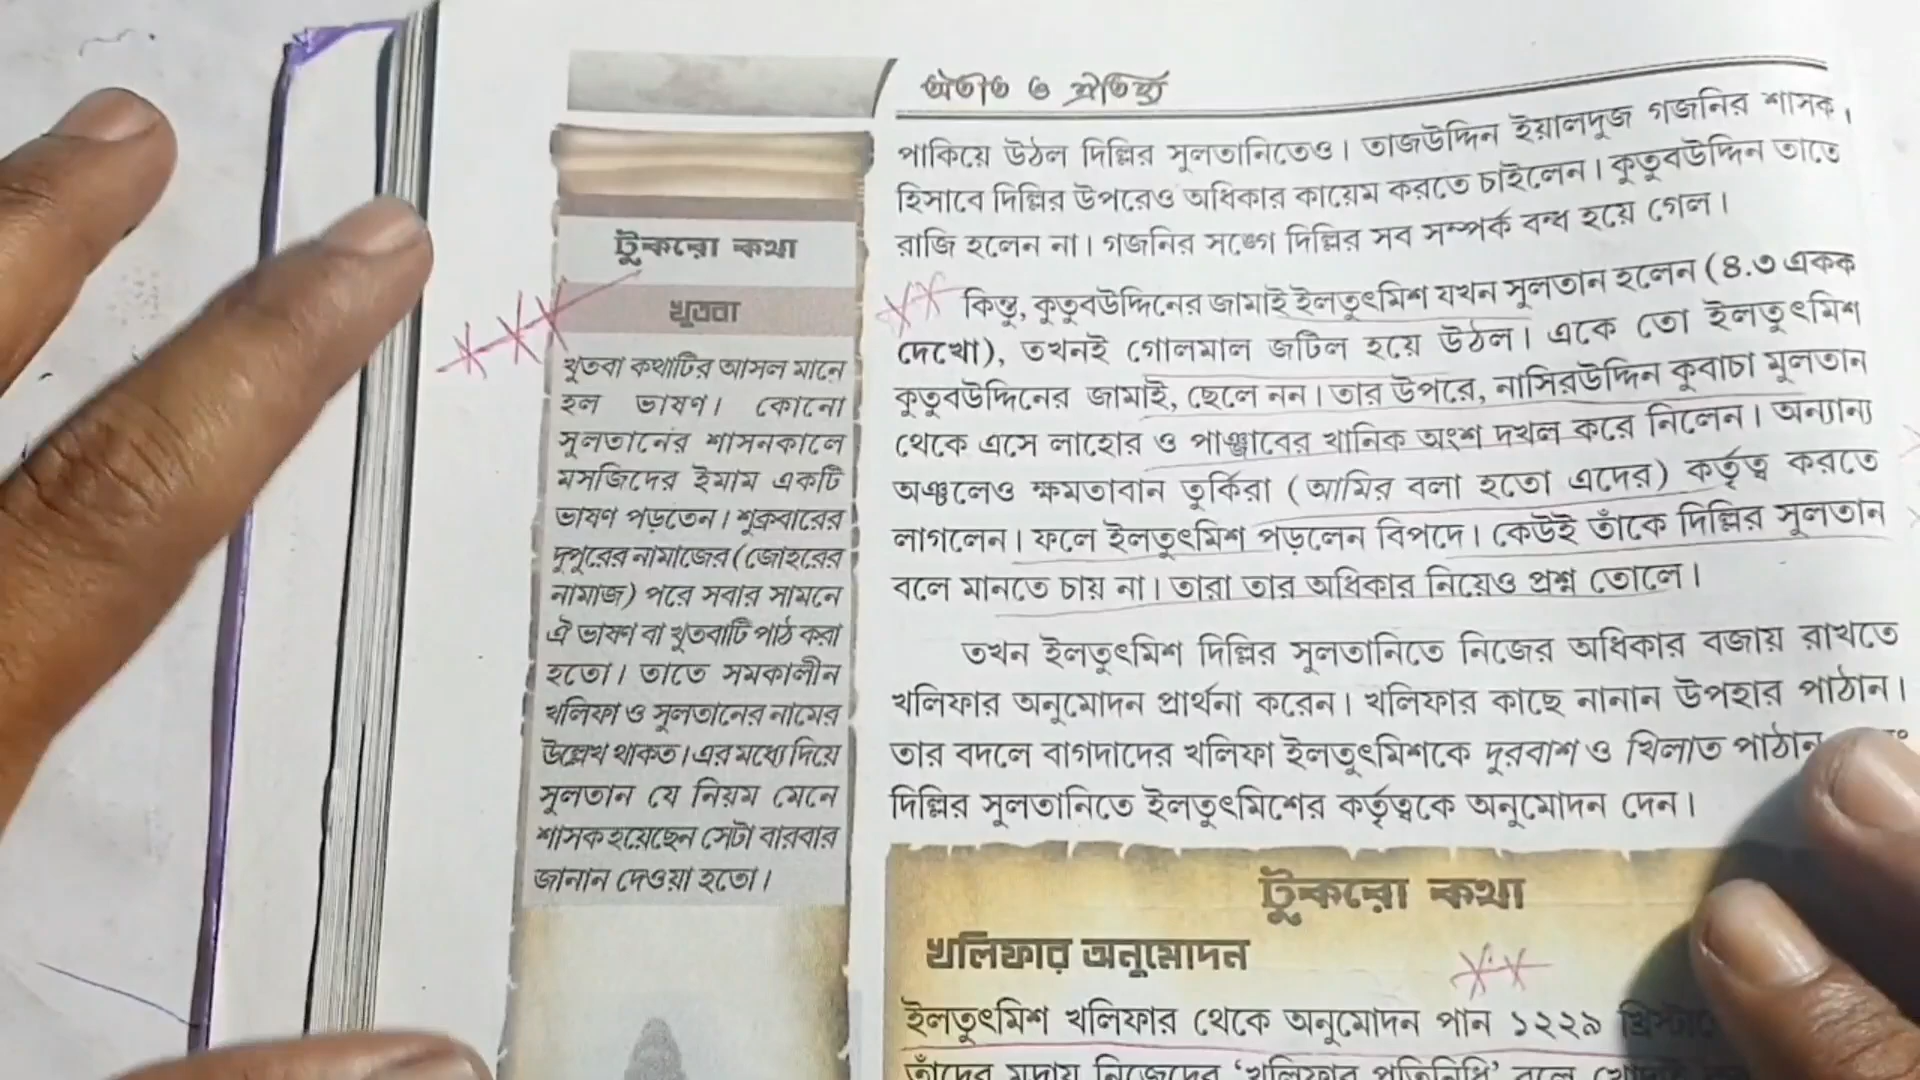 অতীত ও ঐতিহ্য
টুকরো কথা
খুতবা
খুতবা কথাটির আসল মানে
হল ভাষণ। কোনো
সুলতানের শাসনকালে
মসজিদের ইমাম একটি
ভাষণ পড়তেন। শুক্রবারের
দুপুরের নামাজের (জোহরের
নামাজ) পরে সবার সামনে
ঐ ভাষণ বা খুতবাটি পাঠ করা
হতো। তাতে সমকালীন
খলিফা ও সুলতানের নামের
উল্লেখ থাকত। এর মধ্যে দিয়ে
সুলতান যে নিয়ম মেনে
শাসক হয়েছেন সেটা বারবার
জানান দেওয়া হতো।
পাকিয়ে উঠল দিল্লির সুলতানিতেও। তাজউদ্দিন ইয়ালদুজ গজনির শাসক
হিসাবে দিল্লির উপরেও অধিকার কায়েম করতে চাইলেন। কুতুবউদ্দিন তাতে
রাজি হলেন না। গজনির সঙ্গে দিল্লির সব সম্পর্ক বন্ধ হয়ে গেল।
কিন্তু, কুতুবউদ্দিনের জামাই ইলতুৎমিশ যখন সুলতান হলেন (৪.৩ একক
দেখো), তখনই গোলমাল জটিল হয়ে উঠল। একে তো ইলতুৎমিশ
কুতুবউদ্দিনের জামাই, ছেলে নন। তার উপরে, নাসিরউদ্দিন কুবাচা মুলতান
থেকে এসে লাহোর ও পাঞ্জাবের খানিক অংশ দখল করে নিলেন। অন্যান্য
অঞ্চলেও ক্ষমতাবান তুর্কিরা (আমির বলা হতো এদের) কর্তৃত্ব করতে
লাগলেন। ফলে ইলতুৎমিশ পড়লেন বিপদে। কেউই তাঁকে দিল্লির সুলতান
বলে মানতে চায় না। তারা তার অধিকার নিয়েও প্রশ্ন তোলে।
তখন ইলতুৎমিশ দিল্লির সুলতানিতে নিজের অধিকার বজায় রাখতে
খলিফার অনুমোদন প্রার্থনা করেন। খলিফার কাছে নানান উপহার পাঠান।
তার বদলে বাগদাদের খলিফা ইলতুৎমিশকে দুরবাশ ও খিলাত পাঠান
দিল্লির সুলতানিতে ইলতুৎমিশের কর্তৃত্বকে অনুমোদন দেন।
টুকরো কথা
খলিফার অনুমোদন
ইলতুৎমিশ খলিফার থেকে অনুমোদন পান ১২২৯
তাঁদের মুদ্রায় নিজেদের 'খলিফার প্রতিনিধি' বলে